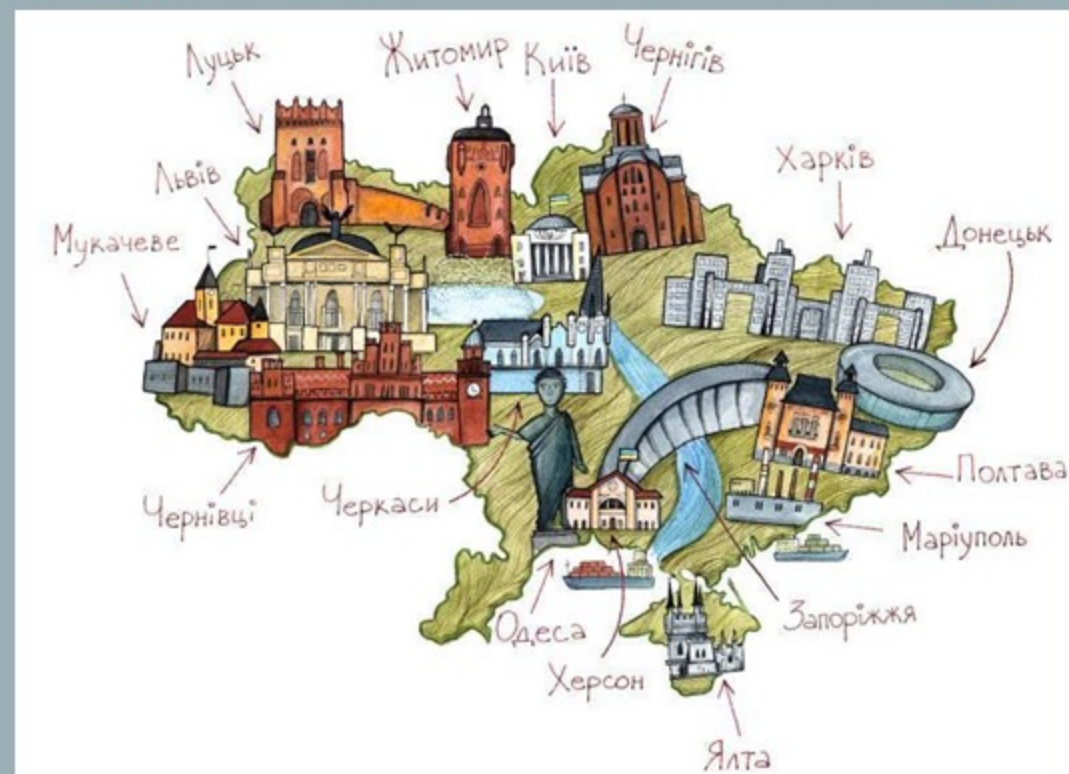 Луцьк
Житомир
Київ
Чернігів
Львів
Харків
Мукачеве
Донецьк
Чернівці
Черкаси
Полтава
Маріуполь
Одеса
Запоріжжя
Херсон
Ялта